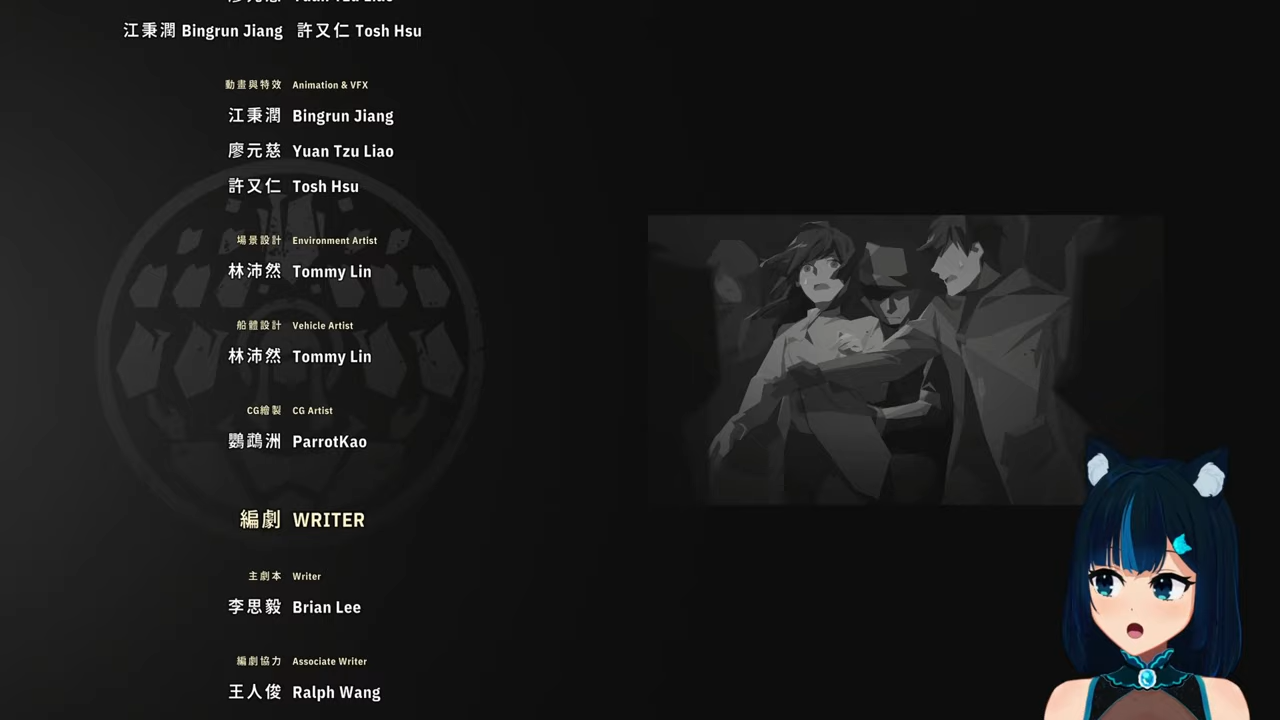 江秉潤 Bingrun Jiang 許又仁 Tosh Hsu
動畫與特效 Animation & VFX
江秉潤 Bingrun Jiang
廖元慈 Yuan Tzu Liao
許又仁 Tosh Hsu
場景設計 Environment Artist
林沛然 Tommy Lin
船體設計 Vehicle Artist
林沛然 Tommy Lin
CG繪製 CG Artist
鸚鵡洲 ParrotKao
編劇 WRITER
主劇本 Writer
李思毅 Brian Lee
編劇協力 Associate Writer
王人俊 Ralph Wang